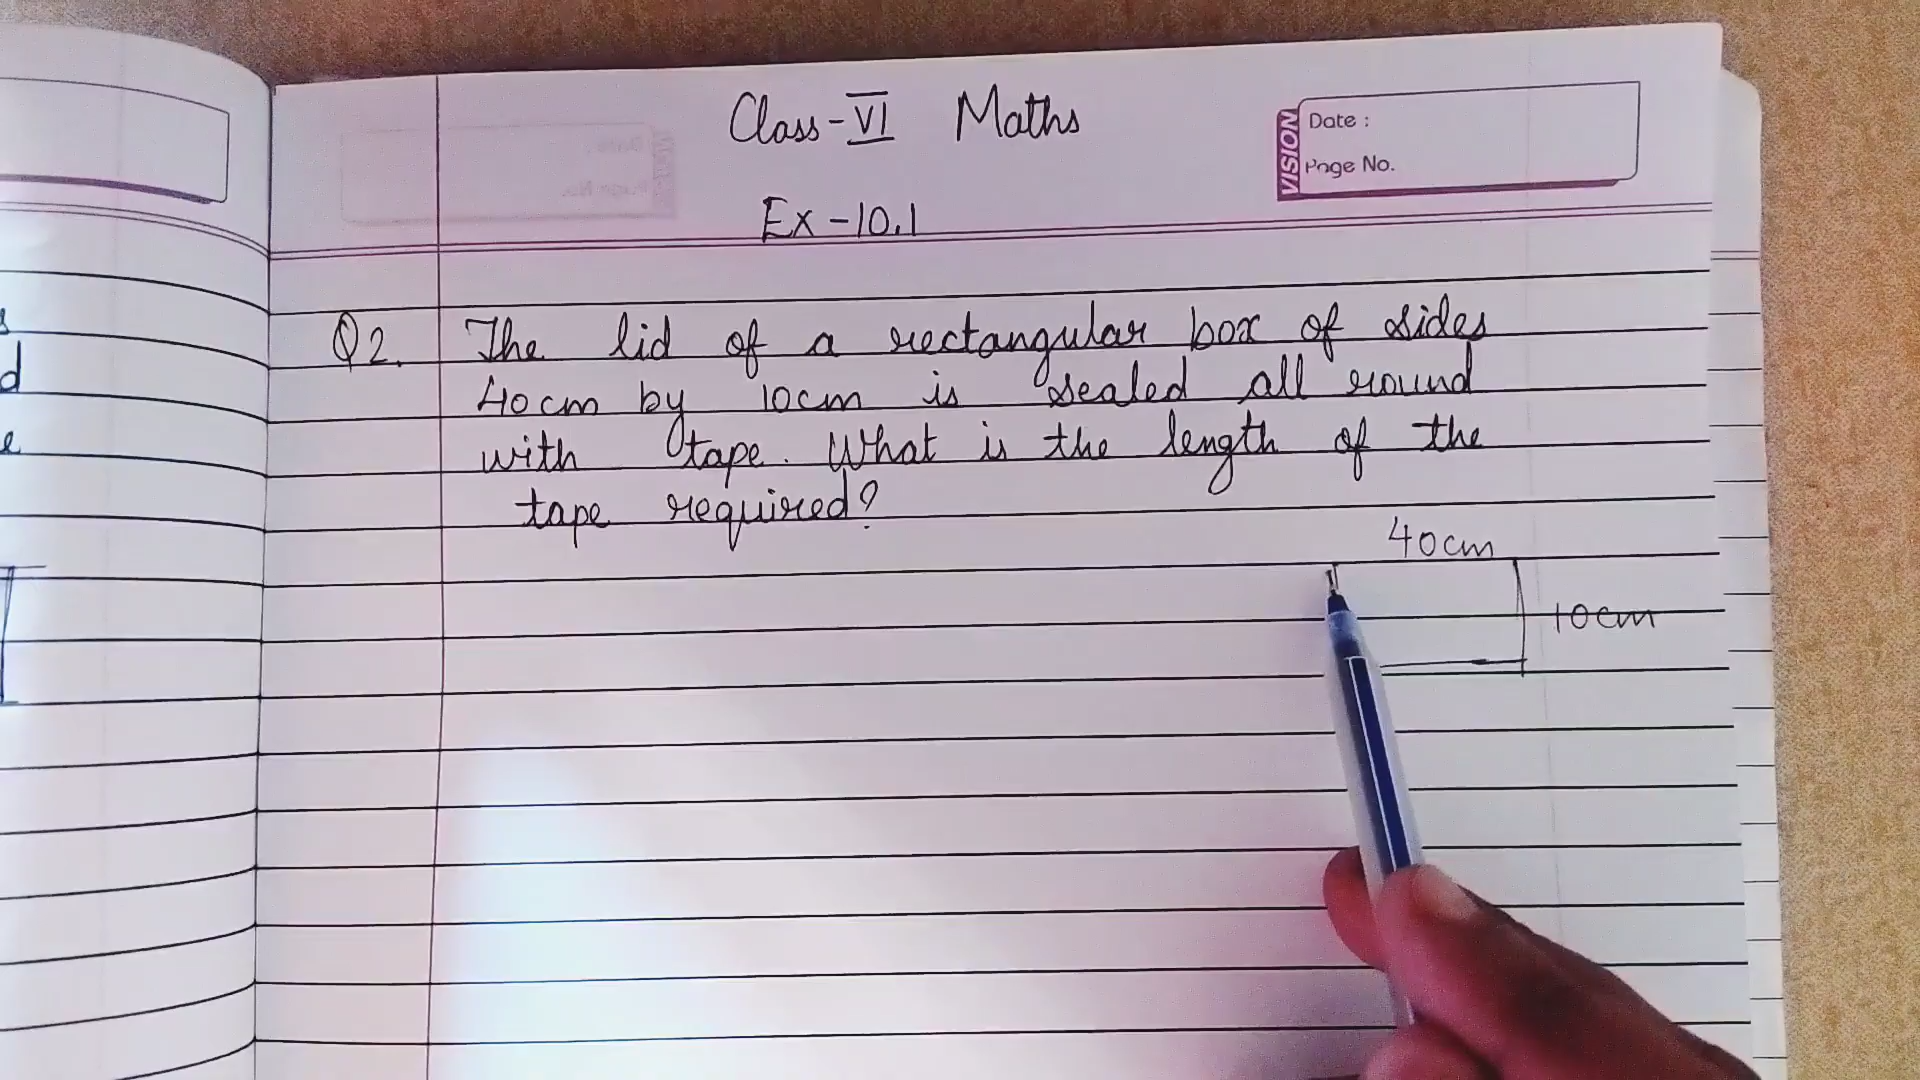 Class-VI Maths
VISION
Date :
Page No.
Ex-10.1
Q2. The lid of a rectangular box of sides
40cm by 10cm is sealed all round
with tape. What is the length of the
tape required?
40cm
10cm